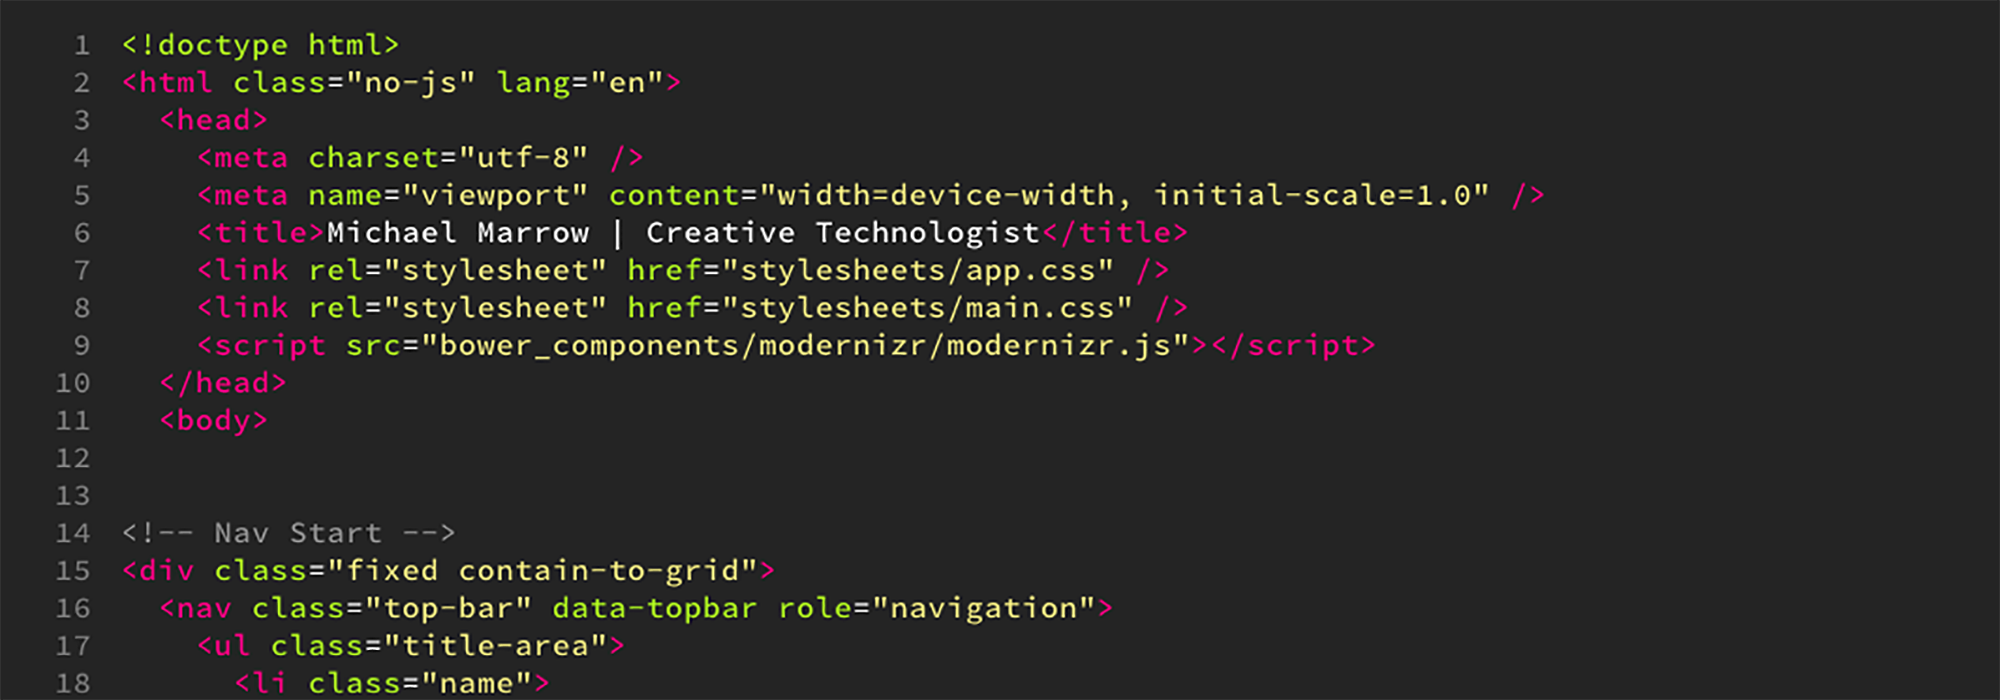 1 <!doctype html>
2 <html class="no-js" lang="en">
3   <head>
4     <meta charset="utf-8" />
5     <meta name="viewport" content="width=device-width, initial-scale=1.0" />
6     <title>Michael Marrow | Creative Technologist</title>
7     <link rel="stylesheet" href="stylesheets/app.css" />
8     <link rel="stylesheet" href="stylesheets/main.css" />
9     <script src="bower_components/modernizr/modernizr.js"></script>
10   </head>
11   <body>
12
13
14 <!-- Nav Start -->
15 <div class="fixed contain-to-grid">
16   <nav class="top-bar" data-topbar role="navigation">
17     <ul class="title-area">
18       <li class="name">